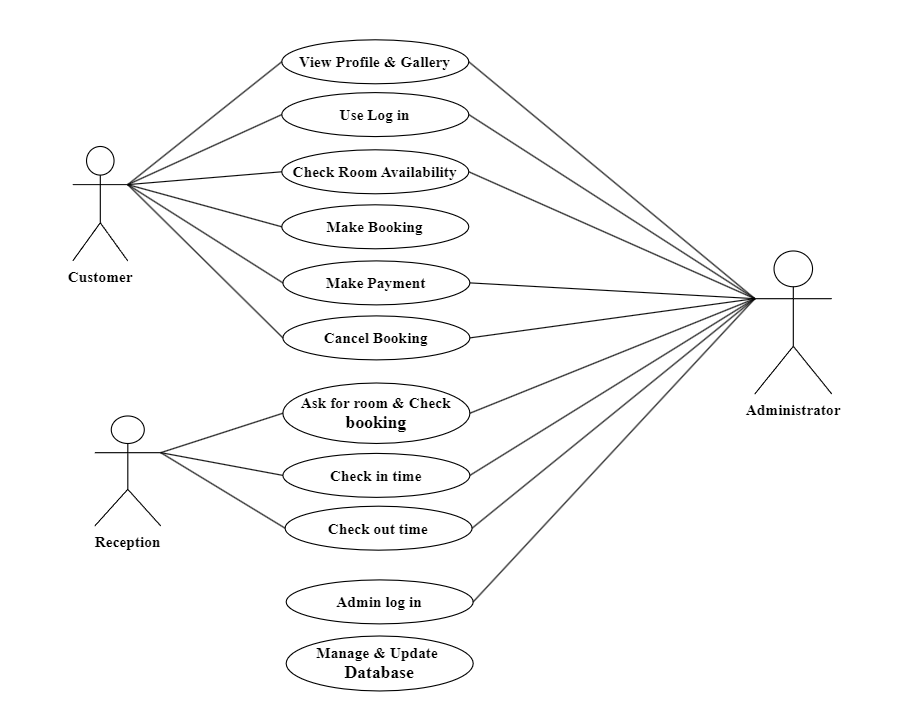 View Profile & Gallery
Use Log in
Check Room Availability
Make Booking
Customer
Make Payment
Cancel Booking
Administrator
Ask for room & Check
booking
Check in time
Check out time
Reception
Admin log in
Manage & Update
Database